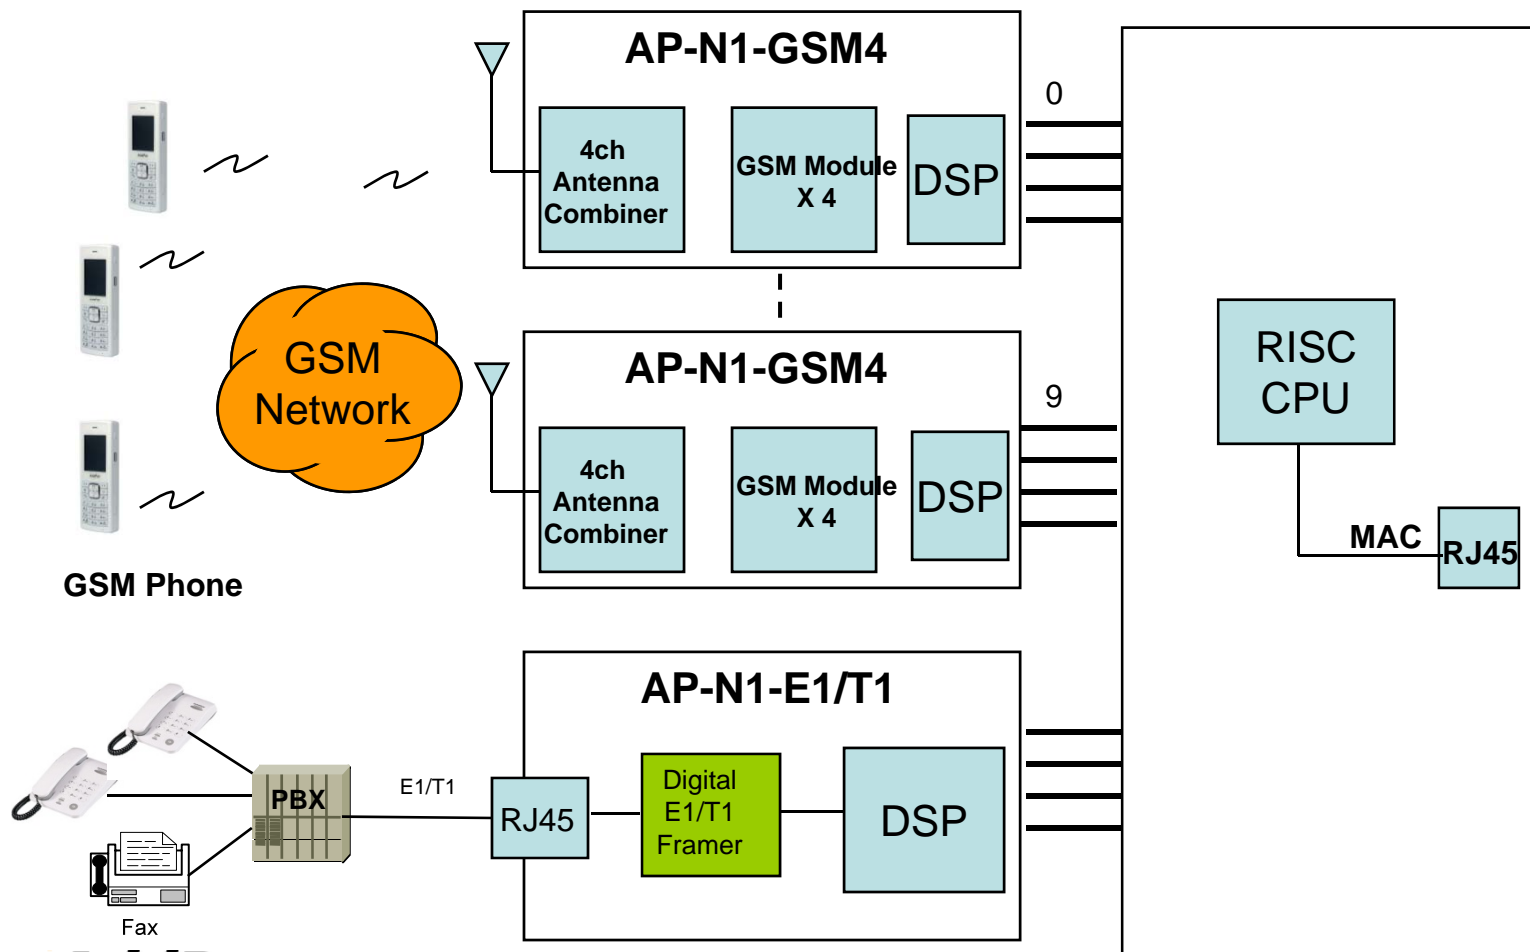 AP-N1-GSM4
0
4ch
Antenna
Combiner
GSM Module
X 4
DSP
GSM
Network
AP-N1-GSM4
9
4ch
Antenna
Combiner
GSM Module
X 4
DSP
RISC
CPU
MAC
RJ45
GSM Phone
AP-N1-E1/T1
PBX
E1/T1
RJ45
Digital
E1/T1
Framer
DSP
Fax